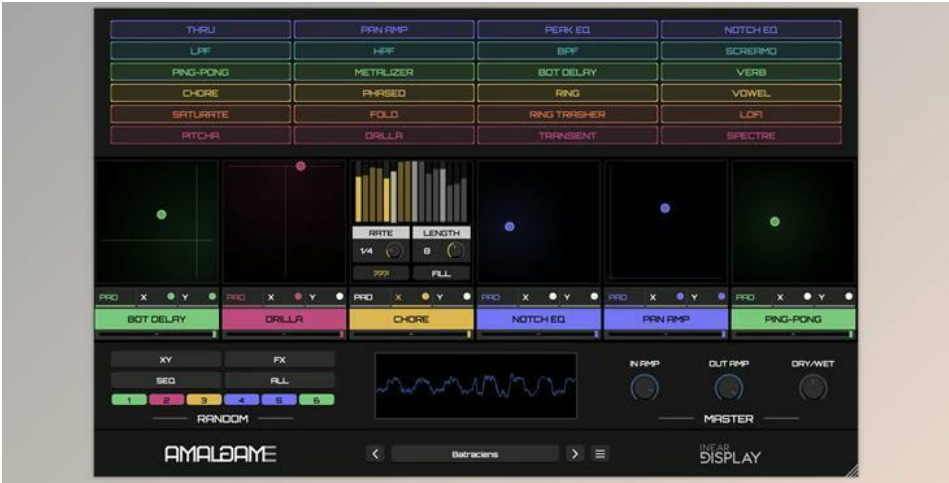 THRU PAN AMP PEAK EQ NOTCH EQ
LPF HPF BPF SCREAMO
PING-PONG METALIZER BOT DELAY VERB
CHORE PHASED RING VOWEL
SATURATE FOLD RING TRASHER LOFI
PITCHA DRILLA TRANSIENT SPECTRE
RATE LENGTH
1/4 8
??? ALL
PAD X Y PAD X Y PAD X Y PAD X Y PAD X Y PAD X Y
BOT DELAY DRILLA CHORE NOTCH EQ PAN AMP PING-PONG
XY FX
SEQ ALL
1 2 3 4 5 6
RANDOM
IN AMP OUT AMP DRY/WET
MASTER
AMALGAME
< Batraciens >
INEAR
DISPLAY